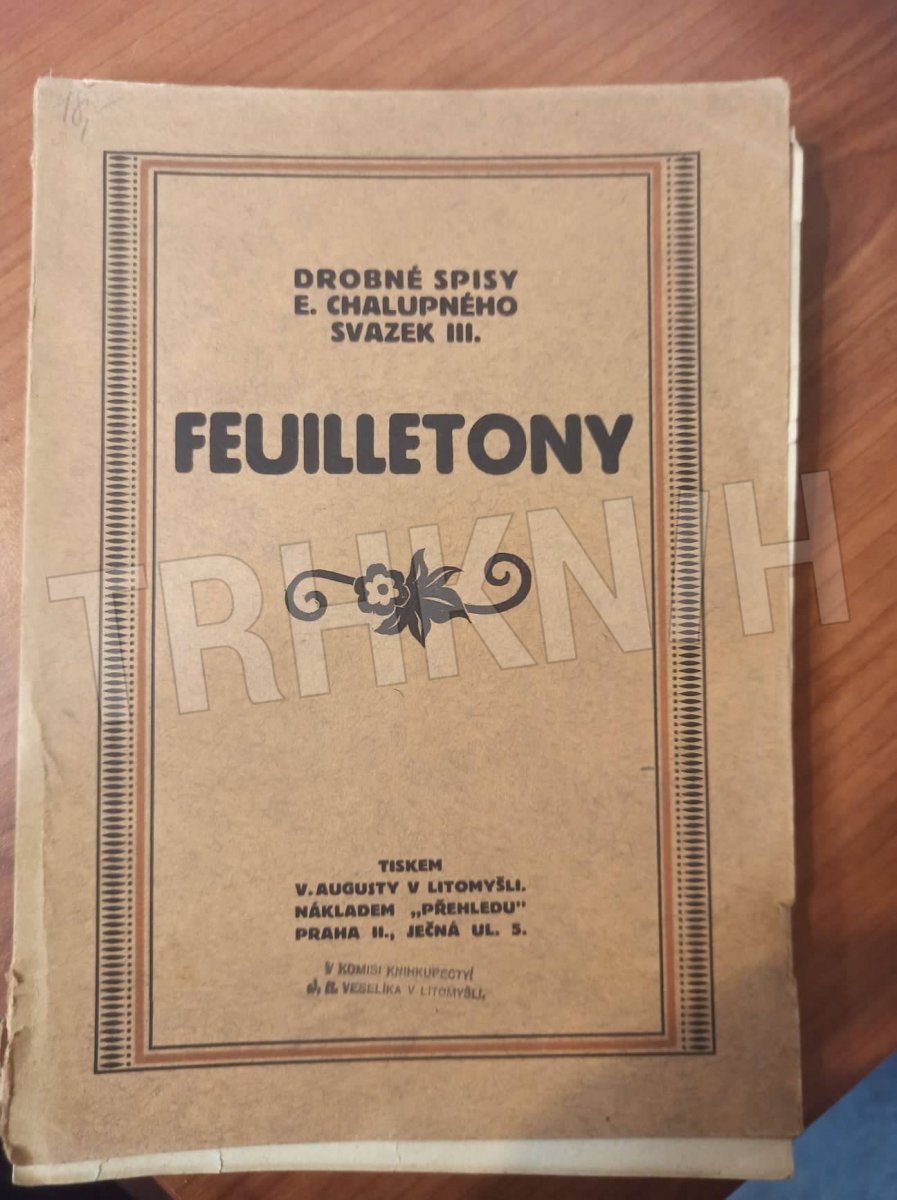 18,
DROBNÉ SPISY
E. CHALUPNÉHO
SVAZEK III.
FEUILLETONY
TRHKNIH
TISKEM
V. AUGUSTY V LITOMYŠLI.
NÁKLADEM „PŘEHLEDU"
PRAHA II., JEČNÁ UL. 5.
V KOMISI KNIHKUPECTVÍ
J. R. VESELÍKA V LITOMYŠLI.